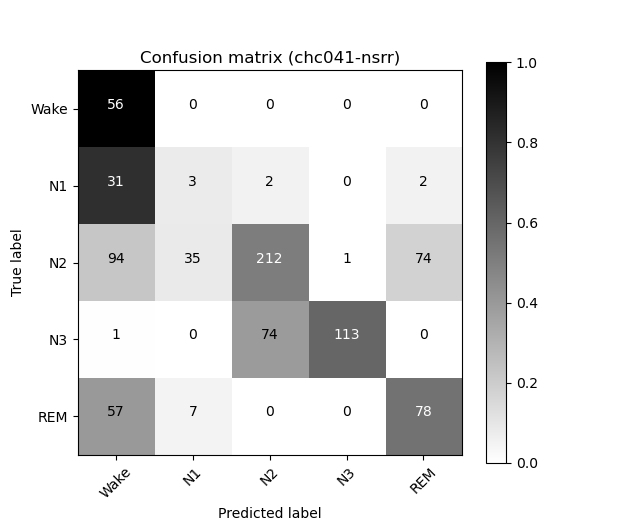 Confusion matrix (chc041-nsrr)
1.0
Wake 56 0 0 0 0
0.8
N1 31 3 2 0 2
0.6
N2 94 35 212 1 74
0.4
N3 1 0 74 113 0
0.2
REM 57 7 0 0 78
0.0
Wake N1 N2 N3 REM
True label
Predicted label